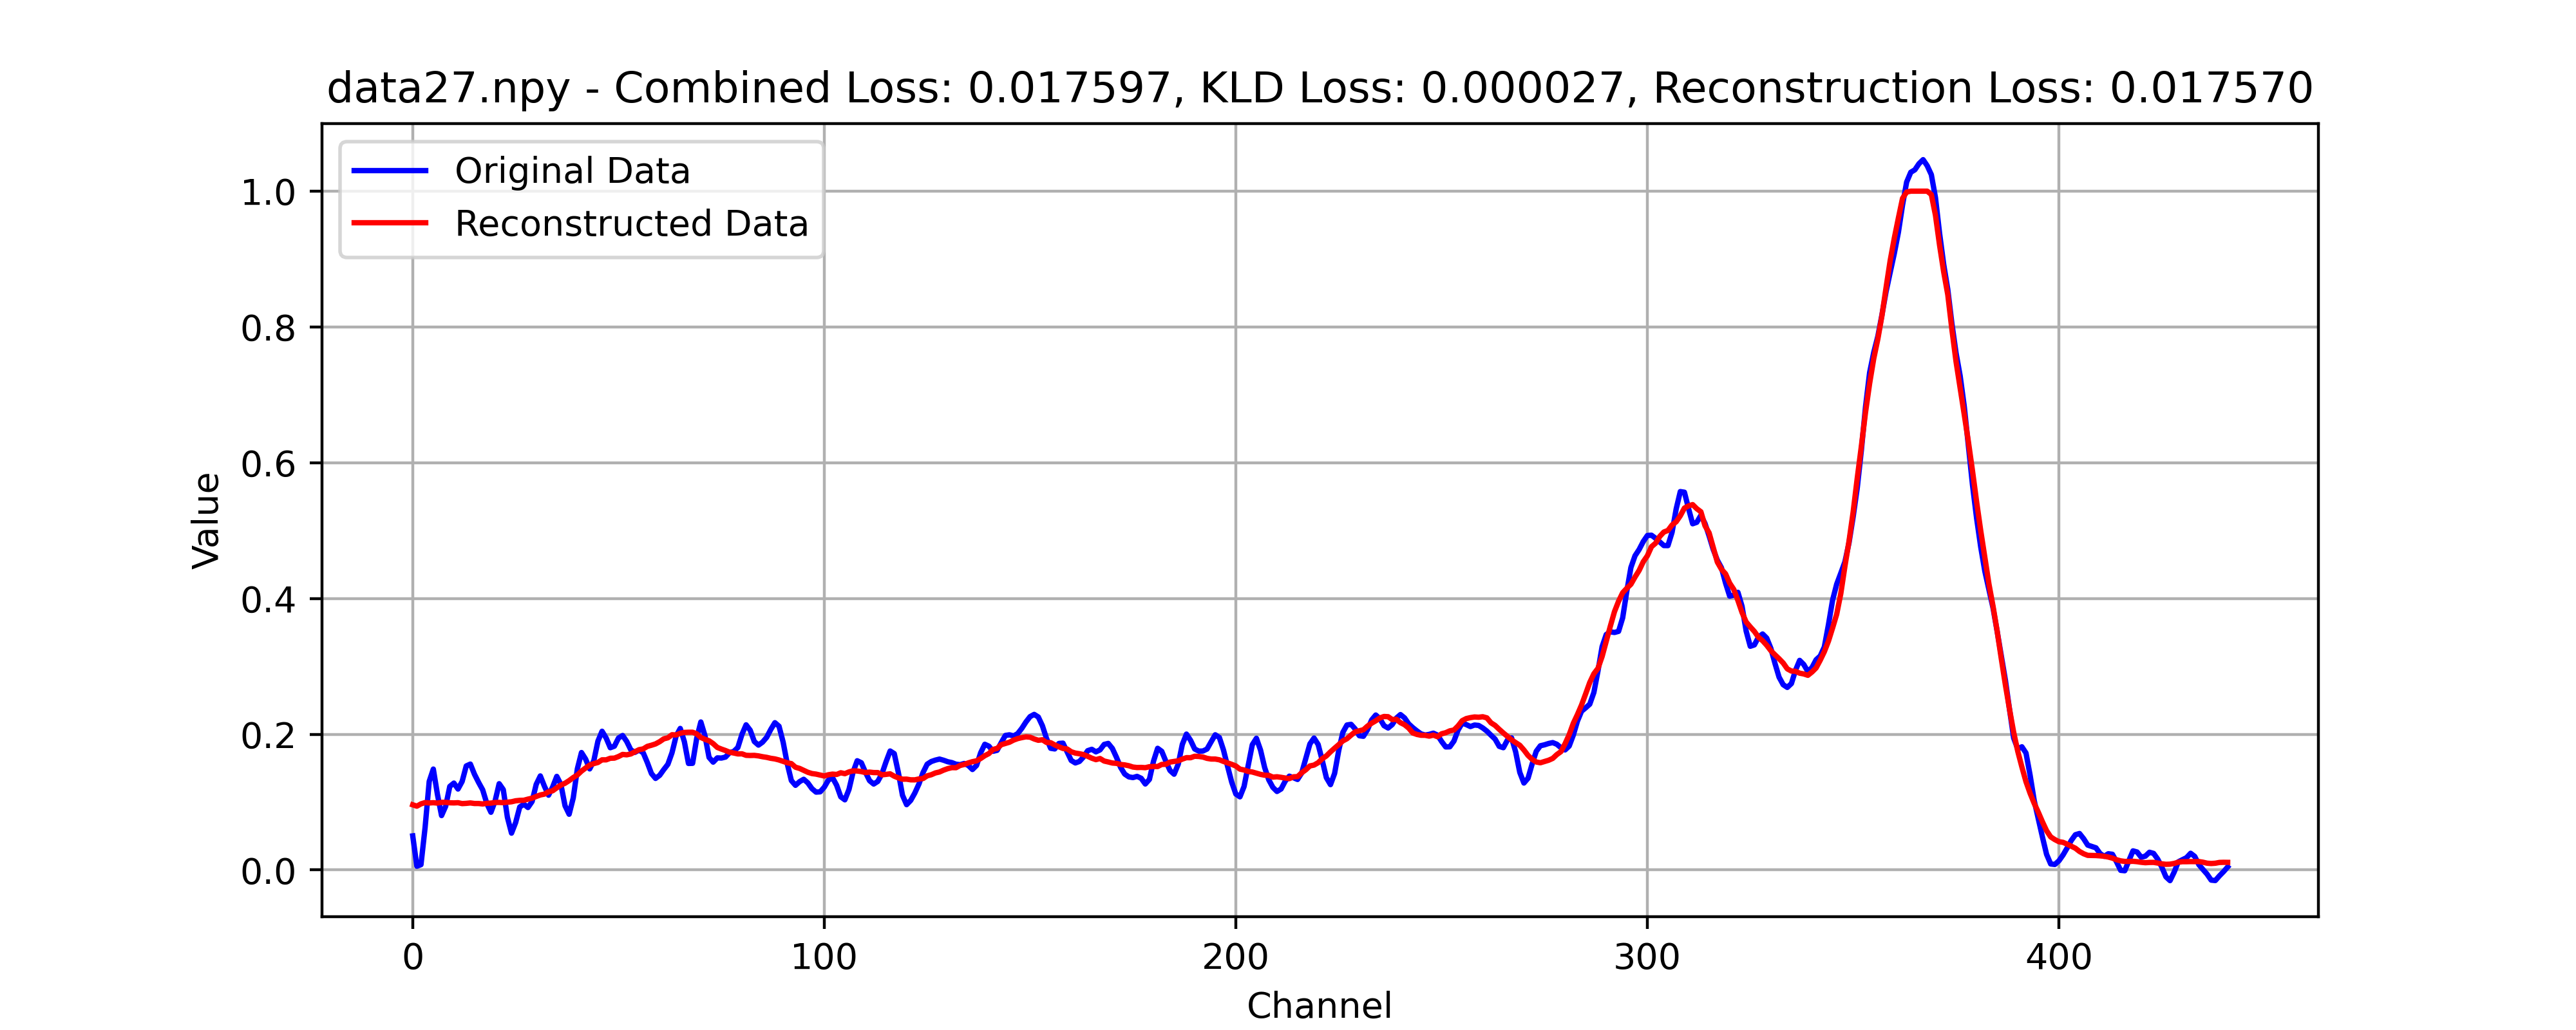 data27.npy - Combined Loss: 0.017597, KLD Loss: 0.000027, Reconstruction Loss: 0.017570
Original Data
Reconstructed Data
1.0
0.8
0.6
0.4
0.2
0.0
Value
0 100 200 300 400
Channel